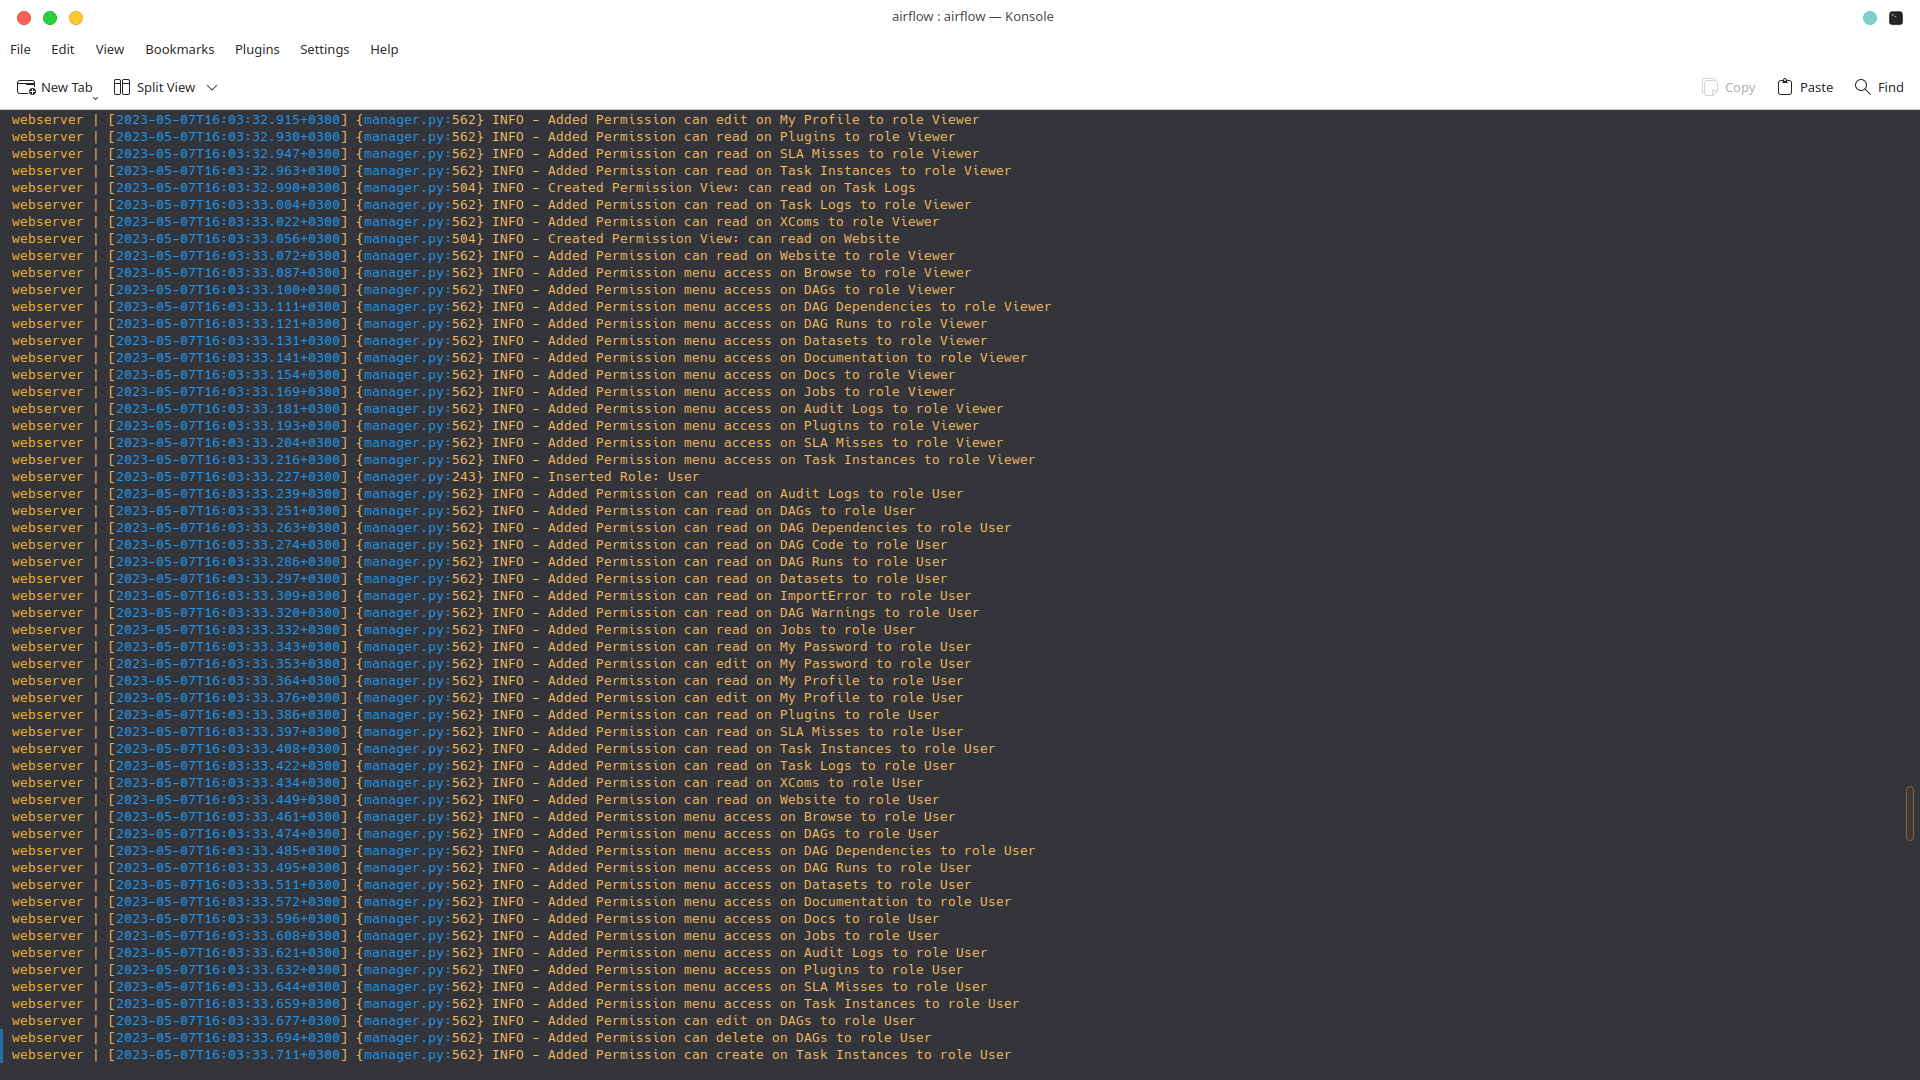 airflow : airflow — Konsole
File Edit View Bookmarks Plugins Settings Help
New Tab Split View Copy Paste Find
webserver | [2023-05-07T16:03:32.915+0300] {manager.py:562} INFO - Added Permission can edit on My Profile to role Viewer
webserver | [2023-05-07T16:03:32.930+0300] {manager.py:562} INFO - Added Permission can read on Plugins to role Viewer
webserver | [2023-05-07T16:03:32.947+0300] {manager.py:562} INFO - Added Permission can read on SLA Misses to role Viewer
webserver | [2023-05-07T16:03:32.963+0300] {manager.py:562} INFO - Added Permission can read on Task Instances to role Viewer
webserver | [2023-05-07T16:03:32.990+0300] {manager.py:504} INFO - Created Permission View: can read on Task Logs
webserver | [2023-05-07T16:03:33.004+0300] {manager.py:562} INFO - Added Permission can read on Task Logs to role Viewer
webserver | [2023-05-07T16:03:33.022+0300] {manager.py:562} INFO - Added Permission can read on XComs to role Viewer
webserver | [2023-05-07T16:03:33.056+0300] {manager.py:504} INFO - Created Permission View: can read on Website
webserver | [2023-05-07T16:03:33.072+0300] {manager.py:562} INFO - Added Permission can read on Website to role Viewer
webserver | [2023-05-07T16:03:33.087+0300] {manager.py:562} INFO - Added Permission menu access on Browse to role Viewer
webserver | [2023-05-07T16:03:33.100+0300] {manager.py:562} INFO - Added Permission menu access on DAGs to role Viewer
webserver | [2023-05-07T16:03:33.111+0300] {manager.py:562} INFO - Added Permission menu access on DAG Dependencies to role Viewer
webserver | [2023-05-07T16:03:33.121+0300] {manager.py:562} INFO - Added Permission menu access on DAG Runs to role Viewer
webserver | [2023-05-07T16:03:33.131+0300] {manager.py:562} INFO - Added Permission menu access on Datasets to role Viewer
webserver | [2023-05-07T16:03:33.141+0300] {manager.py:562} INFO - Added Permission menu access on Documentation to role Viewer
webserver | [2023-05-07T16:03:33.154+0300] {manager.py:562} INFO - Added Permission menu access on Docs to role Viewer
webserver | [2023-05-07T16:03:33.169+0300] {manager.py:562} INFO - Added Permission menu access on Jobs to role Viewer
webserver | [2023-05-07T16:03:33.181+0300] {manager.py:562} INFO - Added Permission menu access on Audit Logs to role Viewer
webserver | [2023-05-07T16:03:33.193+0300] {manager.py:562} INFO - Added Permission menu access on Plugins to role Viewer
webserver | [2023-05-07T16:03:33.204+0300] {manager.py:562} INFO - Added Permission menu access on SLA Misses to role Viewer
webserver | [2023-05-07T16:03:33.216+0300] {manager.py:562} INFO - Added Permission menu access on Task Instances to role Viewer
webserver | [2023-05-07T16:03:33.227+0300] {manager.py:243} INFO - Inserted Role: User
webserver | [2023-05-07T16:03:33.239+0300] {manager.py:562} INFO - Added Permission can read on Audit Logs to role User
webserver | [2023-05-07T16:03:33.251+0300] {manager.py:562} INFO - Added Permission can read on DAGs to role User
webserver | [2023-05-07T16:03:33.263+0300] {manager.py:562} INFO - Added Permission can read on DAG Dependencies to role User
webserver | [2023-05-07T16:03:33.274+0300] {manager.py:562} INFO - Added Permission can read on DAG Code to role User
webserver | [2023-05-07T16:03:33.286+0300] {manager.py:562} INFO - Added Permission can read on DAG Runs to role User
webserver | [2023-05-07T16:03:33.297+0300] {manager.py:562} INFO - Added Permission can read on Datasets to role User
webserver | [2023-05-07T16:03:33.309+0300] {manager.py:562} INFO - Added Permission can read on ImportError to role User
webserver | [2023-05-07T16:03:33.320+0300] {manager.py:562} INFO - Added Permission can read on DAG Warnings to role User
webserver | [2023-05-07T16:03:33.332+0300] {manager.py:562} INFO - Added Permission can read on Jobs to role User
webserver | [2023-05-07T16:03:33.343+0300] {manager.py:562} INFO - Added Permission can read on My Password to role User
webserver | [2023-05-07T16:03:33.353+0300] {manager.py:562} INFO - Added Permission can edit on My Password to role User
webserver | [2023-05-07T16:03:33.364+0300] {manager.py:562} INFO - Added Permission can read on My Profile to role User
webserver | [2023-05-07T16:03:33.376+0300] {manager.py:562} INFO - Added Permission can edit on My Profile to role User
webserver | [2023-05-07T16:03:33.386+0300] {manager.py:562} INFO - Added Permission can read on Plugins to role User
webserver | [2023-05-07T16:03:33.397+0300] {manager.py:562} INFO - Added Permission can read on SLA Misses to role User
webserver | [2023-05-07T16:03:33.408+0300] {manager.py:562} INFO - Added Permission can read on Task Instances to role User
webserver | [2023-05-07T16:03:33.422+0300] {manager.py:562} INFO - Added Permission can read on Task Logs to role User
webserver | [2023-05-07T16:03:33.434+0300] {manager.py:562} INFO - Added Permission can read on XComs to role User
webserver | [2023-05-07T16:03:33.449+0300] {manager.py:562} INFO - Added Permission can read on Website to role User
webserver | [2023-05-07T16:03:33.461+0300] {manager.py:562} INFO - Added Permission menu access on Browse to role User
webserver | [2023-05-07T16:03:33.474+0300] {manager.py:562} INFO - Added Permission menu access on DAGs to role User
webserver | [2023-05-07T16:03:33.485+0300] {manager.py:562} INFO - Added Permission menu access on DAG Dependencies to role User
webserver | [2023-05-07T16:03:33.495+0300] {manager.py:562} INFO - Added Permission menu access on DAG Runs to role User
webserver | [2023-05-07T16:03:33.511+0300] {manager.py:562} INFO - Added Permission menu access on Datasets to role User
webserver | [2023-05-07T16:03:33.572+0300] {manager.py:562} INFO - Added Permission menu access on Documentation to role User
webserver | [2023-05-07T16:03:33.596+0300] {manager.py:562} INFO - Added Permission menu access on Docs to role User
webserver | [2023-05-07T16:03:33.608+0300] {manager.py:562} INFO - Added Permission menu access on Jobs to role User
webserver | [2023-05-07T16:03:33.621+0300] {manager.py:562} INFO - Added Permission menu access on Audit Logs to role User
webserver | [2023-05-07T16:03:33.632+0300] {manager.py:562} INFO - Added Permission menu access on Plugins to role User
webserver | [2023-05-07T16:03:33.644+0300] {manager.py:562} INFO - Added Permission menu access on SLA Misses to role User
webserver | [2023-05-07T16:03:33.659+0300] {manager.py:562} INFO - Added Permission menu access on Task Instances to role User
webserver | [2023-05-07T16:03:33.677+0300] {manager.py:562} INFO - Added Permission can edit on DAGs to role User
webserver | [2023-05-07T16:03:33.694+0300] {manager.py:562} INFO - Added Permission can delete on DAGs to role User
webserver | [2023-05-07T16:03:33.711+0300] {manager.py:562} INFO - Added Permission can create on Task Instances to role User